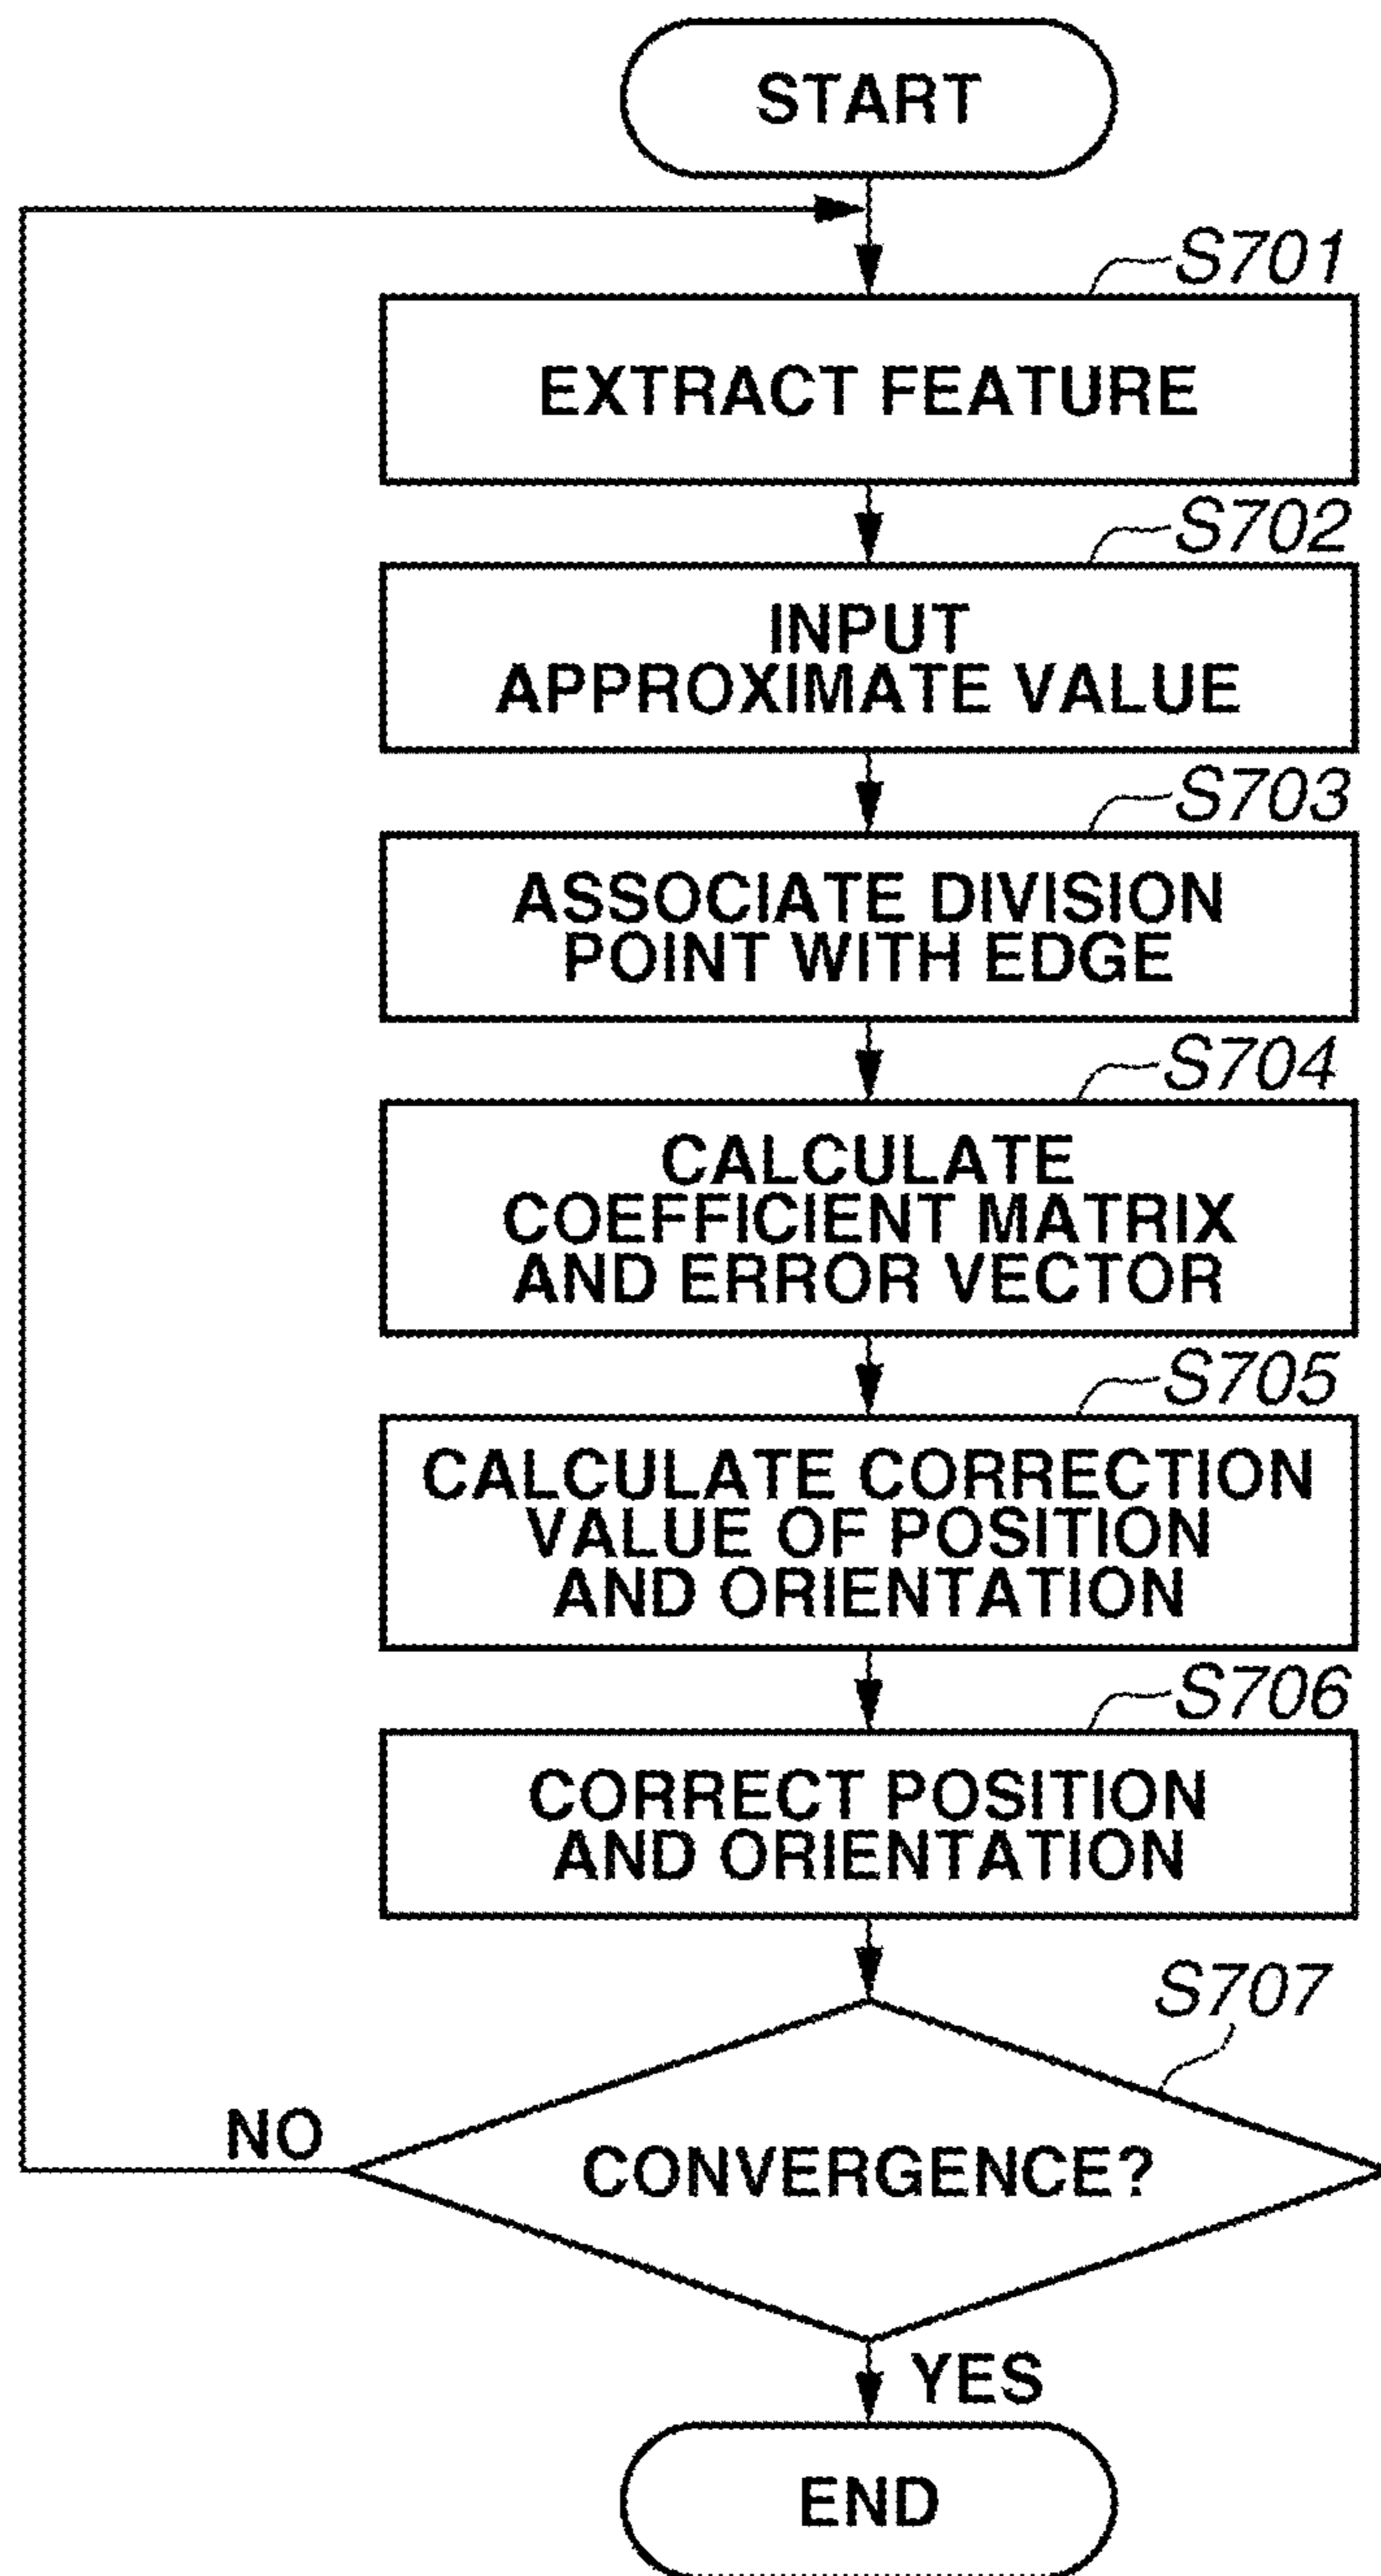 START
S701
EXTRACT FEATURE
S702
INPUT
APPROXIMATE VALUE
S703
ASSOCIATE DIVISION
POINT WITH EDGE
S704
CALCULATE
COEFFICIENT MATRIX
AND ERROR VECTOR
S705
CALCULATE CORRECTION
VALUE OF POSITION
AND ORIENTATION
S706
CORRECT POSITION
AND ORIENTATION
S707
NO
CONVERGENCE?
YES
END